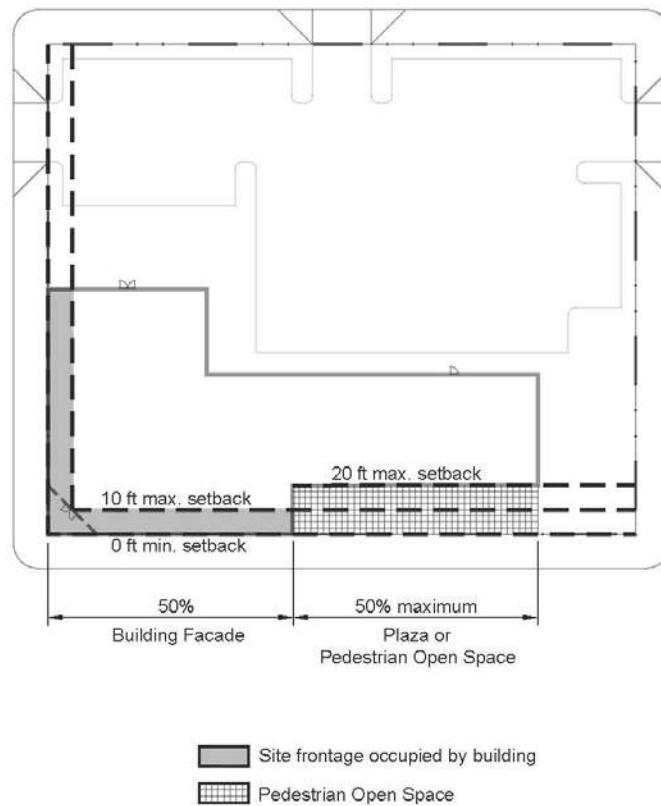 20 ft max. setback
10 ft max. setback
0 ft min. setback
50%
Building Facade
50% maximum
Plaza or
Pedestrian Open Space
Site frontage occupied by building
Pedestrian Open Space